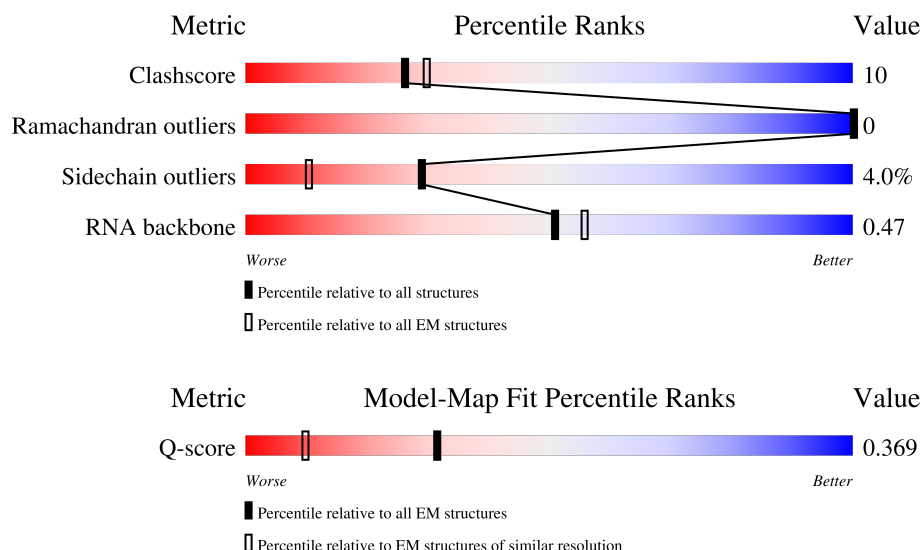 Metric Percentile Ranks Value
Clashscore 10
Ramachandran outliers 0
Sidechain outliers 4.0%
RNA backbone 0.47
Worse Better
Percentile relative to all structures
Percentile relative to all EM structures
Metric Model-Map Fit Percentile Ranks Value
Q-score 0.369
Worse Better
Percentile relative to all EM structures
Percentile relative to EM structures of similar resolution